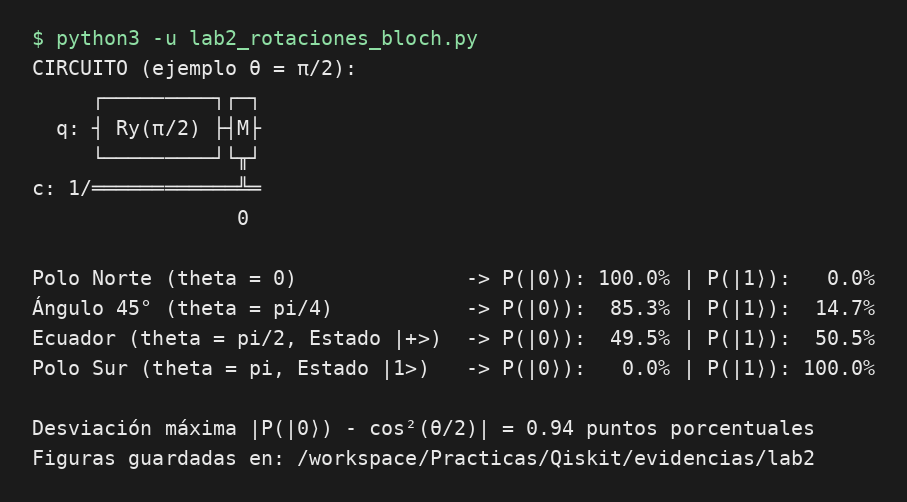 $ python3 -u lab2_rotaciones_bloch.py
CIRCUITO (ejemplo θ = π/2):
     ┌─────────┐┌─┐
  q: ┤ Ry(π/2) ├┤M├
     └─────────┘└╥┘
c: 1/════════════╩═
                 0
Polo Norte (theta = 0)              -> P(|0⟩): 100.0% | P(|1⟩):   0.0%
Ángulo 45° (theta = pi/4)           -> P(|0⟩):  85.3% | P(|1⟩):  14.7%
Ecuador (theta = pi/2, Estado |+>)  -> P(|0⟩):  49.5% | P(|1⟩):  50.5%
Polo Sur (theta = pi, Estado |1>)   -> P(|0⟩):   0.0% | P(|1⟩): 100.0%
Desviación máxima |P(|0⟩) - cos²(θ/2)| = 0.94 puntos porcentuales
Figuras guardadas en: /workspace/Practicas/Qiskit/evidencias/lab2